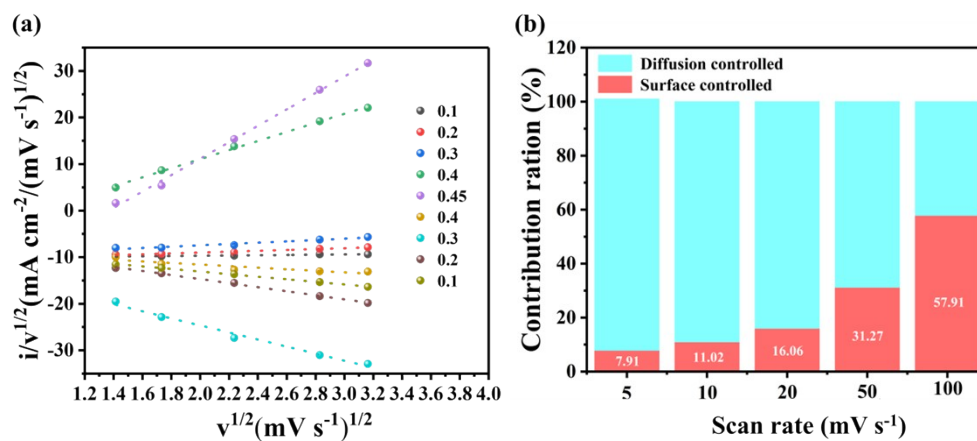 (a)
i/v1/2(mA cm-2/(mV s-1)1/2
30
20
10
0
-10
-20
-30
1.2 1.4 1.6 1.8 2.0 2.2 2.4 2.6 2.8 3.0 3.2 3.4 3.6 3.8 4.0
v1/2(mV s-1)1/2
0.1
0.2
0.3
0.4
0.45
0.4
0.3
0.2
0.1
(b)
Contribution ration (%)
120
100
80
60
40
20
0
Diffusion controlled
Surface controlled
7.91
11.02
16.06
31.27
57.91
5 10 20 50 100
Scan rate (mV s-1)